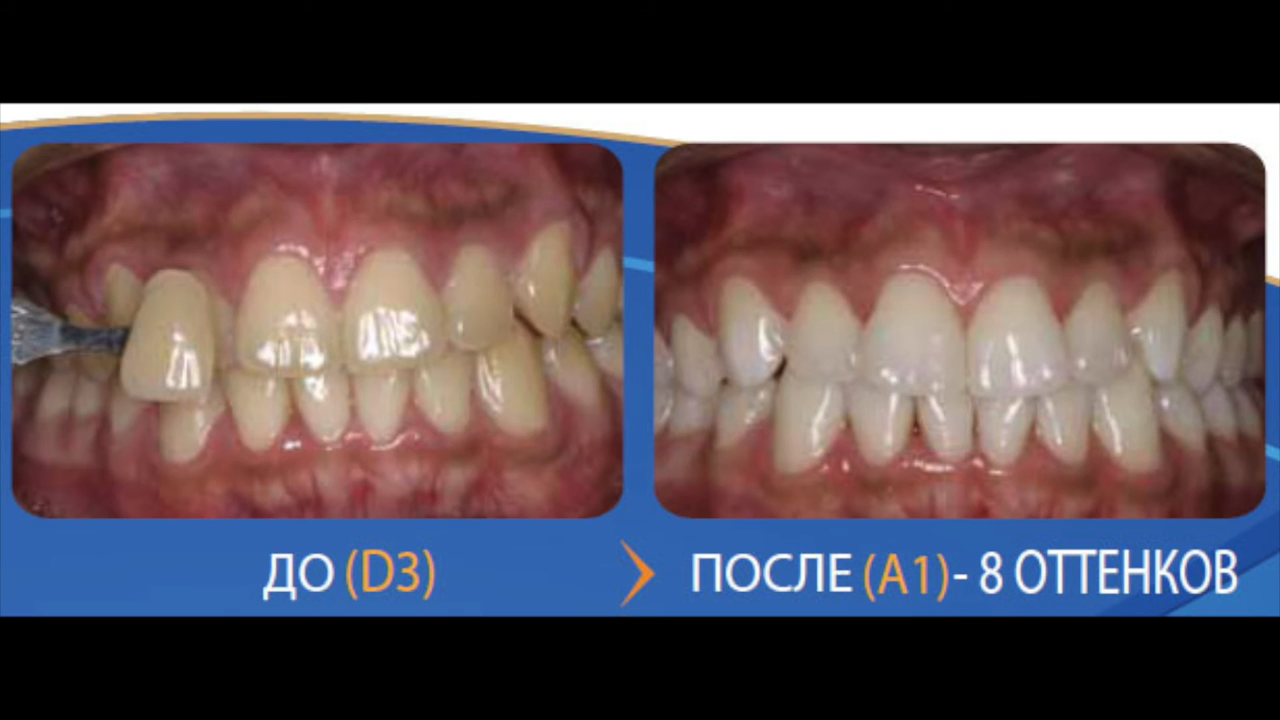 ДО (D3) > ПОСЛЕ (A1)- 8 ОТТЕНКОВ